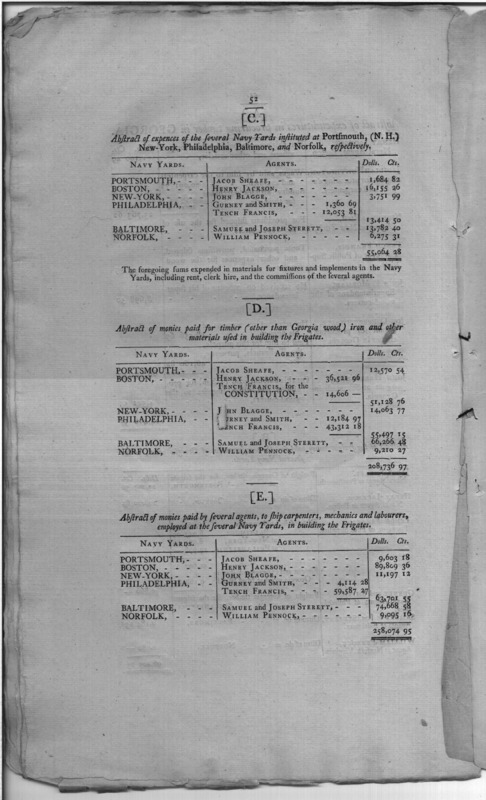 52
[C.]
Abſtract of expences of the ſeveral Navy Yards inſtituted at Portſmouth, (N. H.)
New-York, Philadelphia, Baltimore, and Norfolk, reſpectively.
NAVY YARDS. AGENTS. Dolls. Cts.
PORTSMOUTH, - - - JACOB SHEAFE, - - - - - - - 1,684 82
BOSTON, - - - - - HENRY JACKSON, - - - - - - 16,155 26
NEW-YORK, - - - - JOHN BLAGGE, - - - - - - - 3,751 99
PHILADELPHIA, - - - GURNEY and SMITH, - - - 1,360 69
TENCH FRANCIS, - - - 12,053 81
13,414 50
BALTIMORE, - - - - SAMUEL and JOSEPH STERETT, - - - 13,782 40
NORFOLK, - - - - WILLIAM PENNOCK, - - - - - 6,275 31
55,064 28
The foregoing ſums expended in materials for fixtures and implements in the Navy
Yards, including rent, clerk hire, and the commiſſions of the ſeveral agents.
[D.]
Abſtract of monies paid for timber (other than Georgia wood) iron and other
materials uſed in building the Frigates.
NAVY YARDS. AGENTS. Dolls. Cts.
PORTSMOUTH, - - - JACOB SHEAFE, - - - - - - - 12,570 54
BOSTON, - - - - - - HENRY JACKSON, - - - 36,522 96
TENCH FRANCIS, for the
CONSTITUTION, - - 14,606 —
51,128 76
NEW-YORK, - - - - J HN BLAGGE, - - - - - - 14,063 77
PHILADELPHIA, - - - RNEY and SMITH, - - - 12,184 97
NCH FRANCIS, - - - 43,312 18
55,497 15
BALTIMORE, - - - - SAMUEL and JOSEPH STERETT, - - 66,266 48
NORFOLK, - - - - WILLIAM PENNOCK, - - - - - 9,210 27
208,736 97
[E.]
Abſtract of monies paid by ſeveral agents, to ſhip carpenters, mechanics and labourers,
employed at the ſeveral Navy Yards, in building the Frigates.
NAVY YARDS. AGENTS. Dolls. Cts.
PORTSMOUTH, - - - JACOB SHEAFE, - - - - - - - 9,603 18
BOSTON, - - - - - HENRY JACKSON, - - - - - - 89,809 36
NEW-YORK, - - - - JOHN BLAGGE, - - - - - - - 11,197 12
PHILADELPHIA, - - - GURNEY and SMITH, - - - - 4,114 28
TENCH FRANCIS, - - - - 59,587 27
63,701 55
BALTIMORE, - - - - SAMUEL and JOSEPH STERETT, - - - 74,668 58
NORFOLK, - - - - WILLIAM PENNOCK, - - - - - - 9,095 16
258,074 95